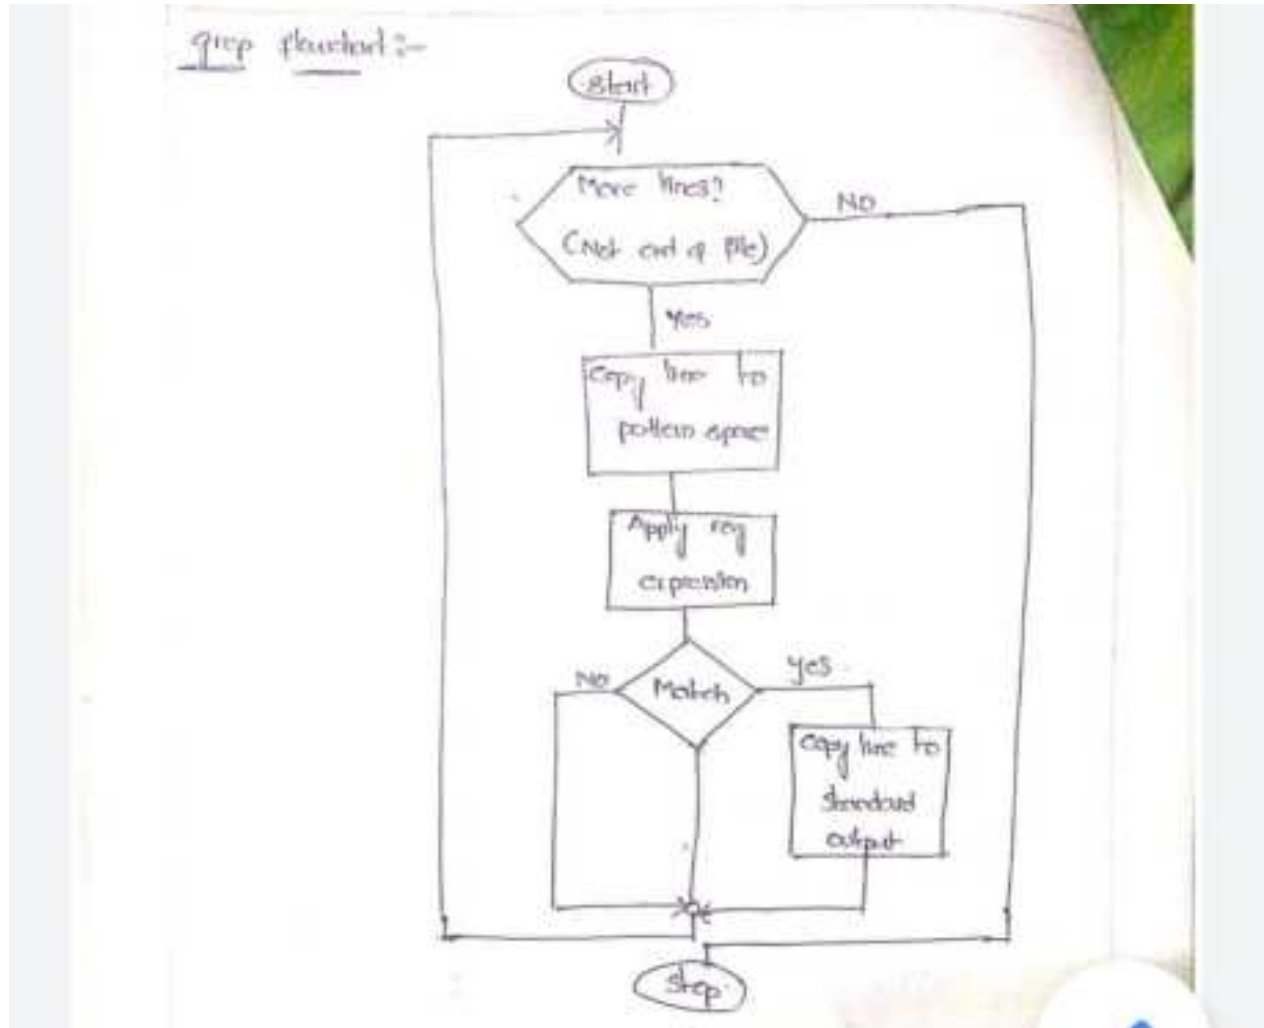 grep flowchart :-
Start
More lines?
(Not end of file)
NO
Yes
Copy line to
pattern space
Apply reg
expression
Match
NO
yes
Copy line to
standard
output
Stop